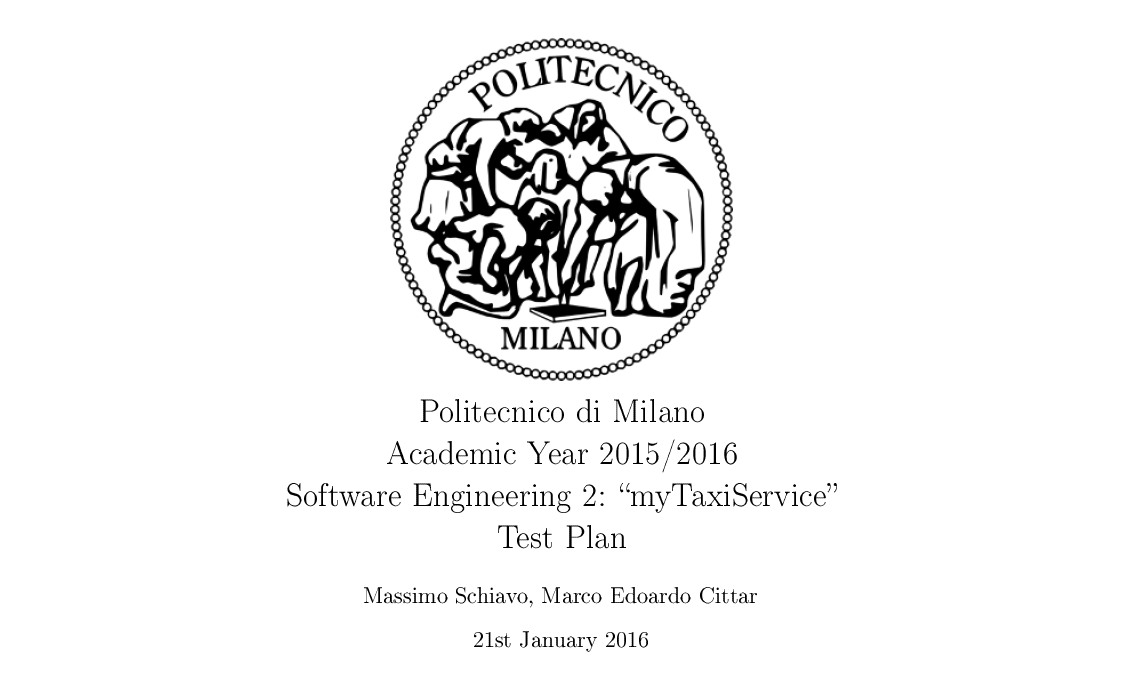 POLITECNICO
MILANO
Politecnico di Milano
Academic Year 2015/2016
Software Engineering 2: “myTaxiService”
Test Plan
Massimo Schiavo, Marco Edoardo Cittar
21st January 2016